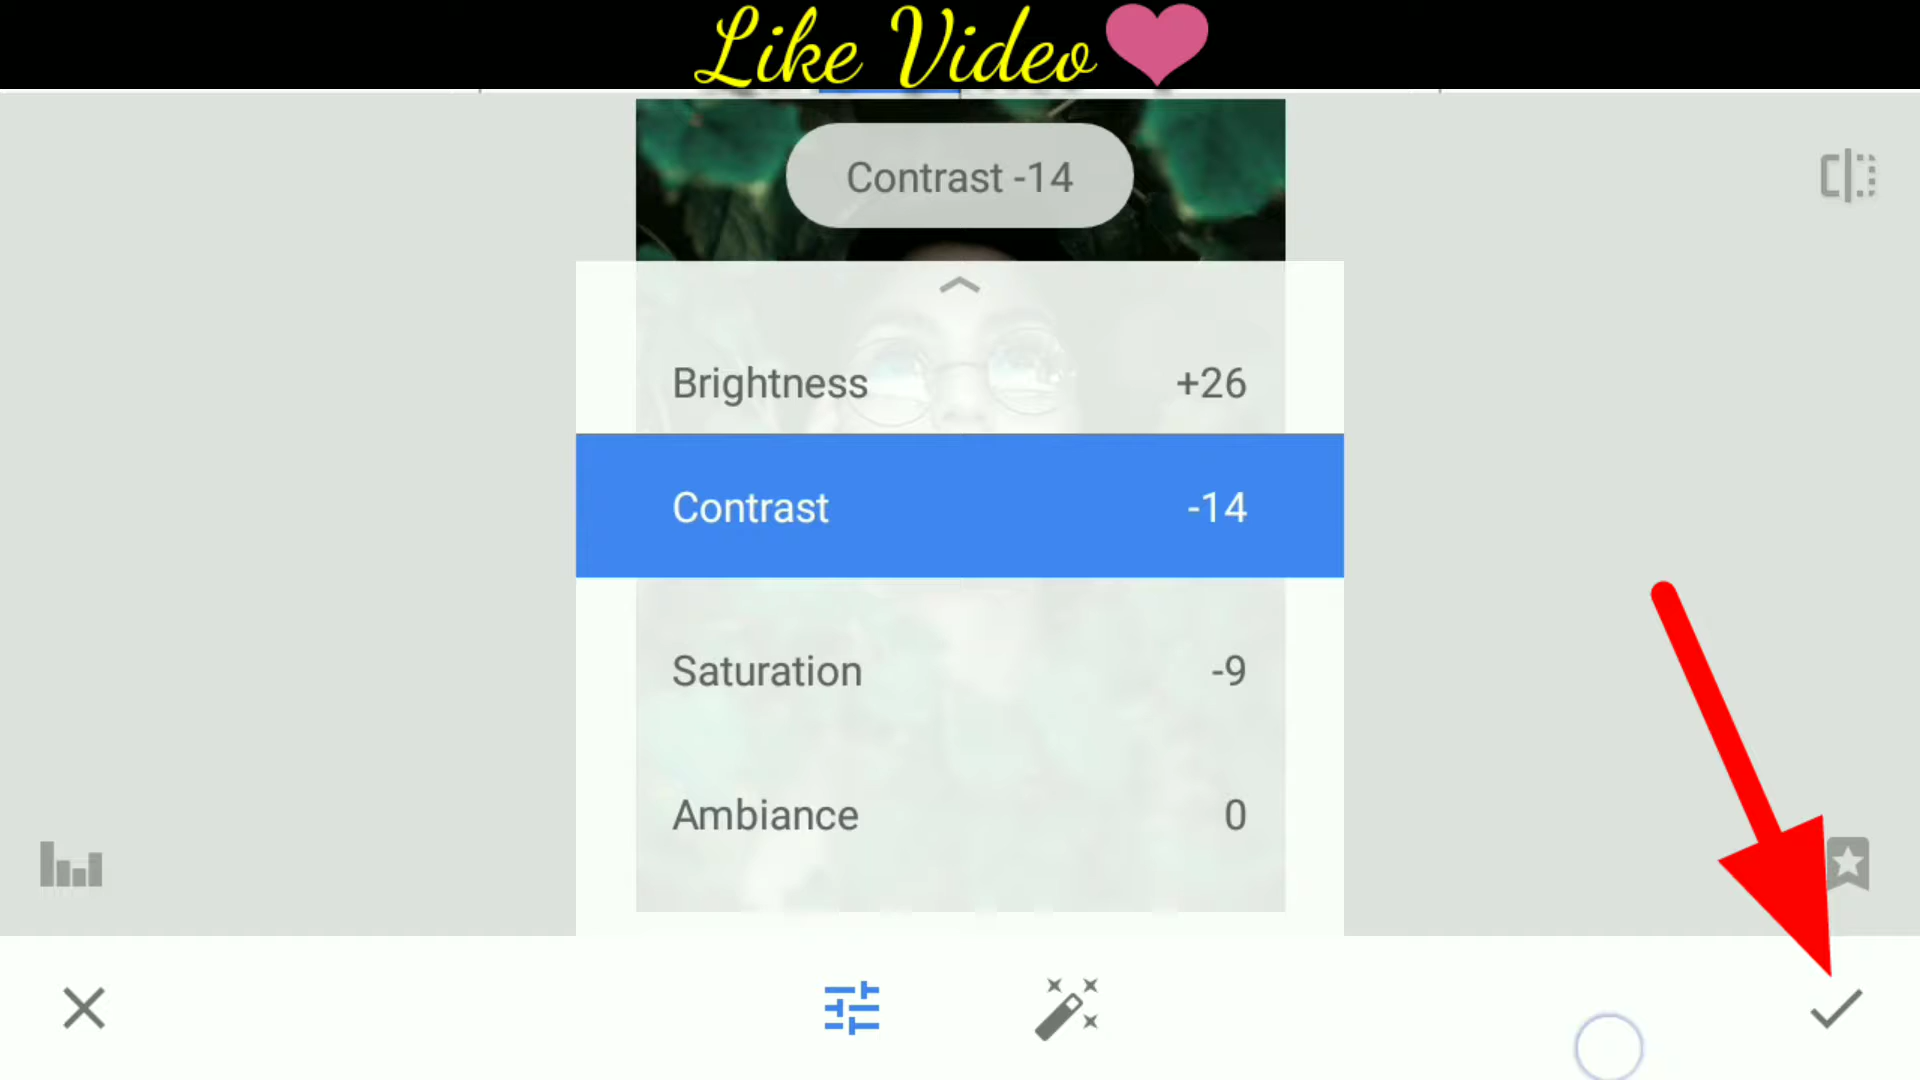 Like Video
Contrast -14
Brightness +26
Contrast -14
Saturation -9
Ambiance 0